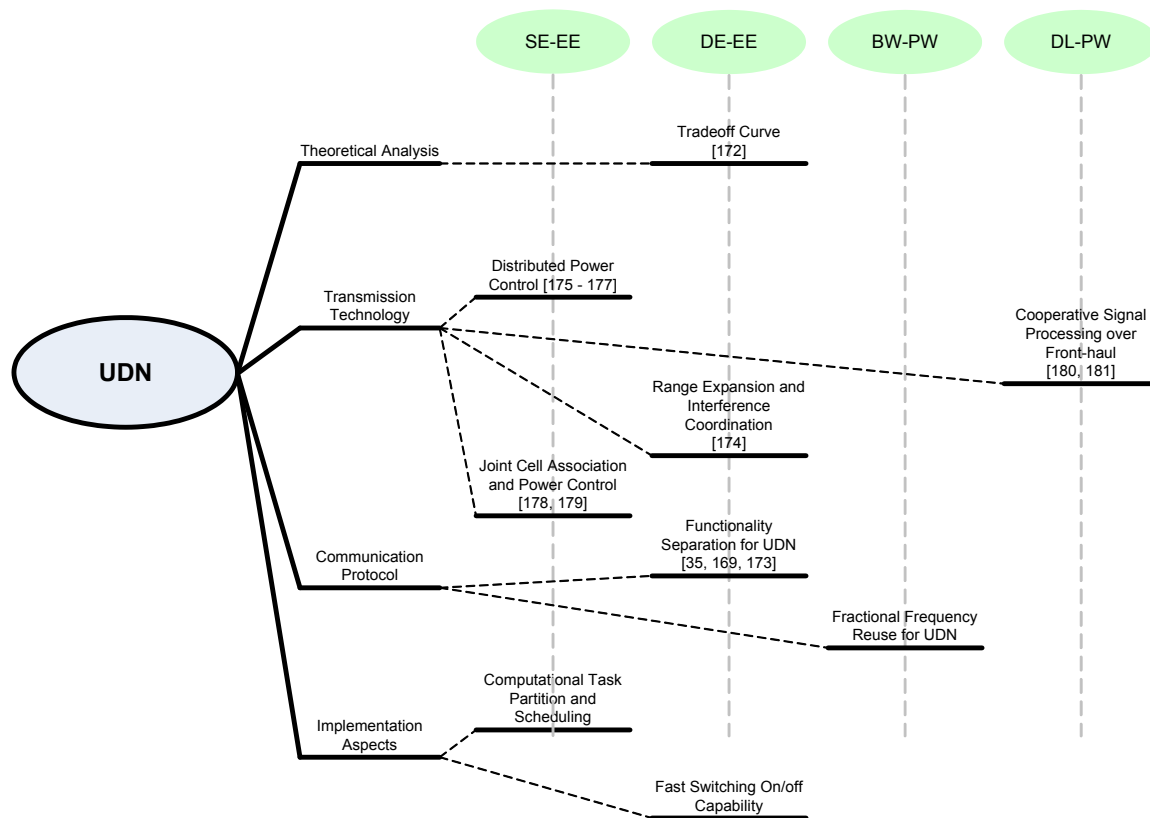 SE-EE
DE-EE
BW-PW
DL-PW
Theoretical Analysis
Tradeoff Curve
[172]
Distributed Power
Control [175 - 177]
Transmission
Technology
Cooperative Signal
Processing over
Front-haul
[180, 181]
UDN
Range Expansion and
Interference
Coordination
[174]
Joint Cell Association
and Power Control
[178, 179]
Functionality
Separation for UDN
[35, 169, 173]
Communication
Protocol
Fractional Frequency
Reuse for UDN
Computational Task
Partition and
Scheduling
Implementation
Aspects
Fast Switching On/off
Capability